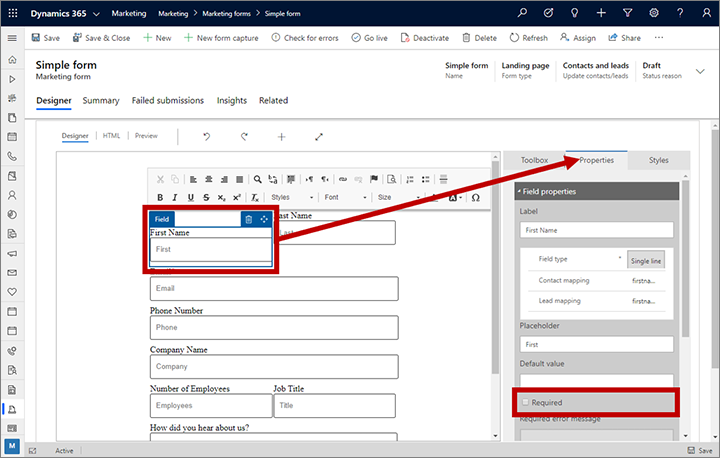 Dynamics 365 Marketing Marketing > Marketing forms > Simple form
Save Save & Close New New form capture Check for errors Go live Deactivate Delete Refresh Assign Share
Simple form
Marketing form
Simple form Landing page Contacts and leads Draft
Name Form type Update contacts/leads Status reason
Designer Summary Failed submissions Insights Related
Designer HTML Preview
Toolbox Properties Styles
B I U S x₂ x² Ix Styles Font Size A Ω
Field properties
Field
Label
First Name
First Name
First
Field type * Single line
Contact mapping firstna...
Lead mapping firstna...
Email
Phone Number
Phone
Placeholder
First
Company Name
Company
Default value
Number of Employees Job Title
Employees Title
Required
Required error message
How did you hear about us?
M
Active Save